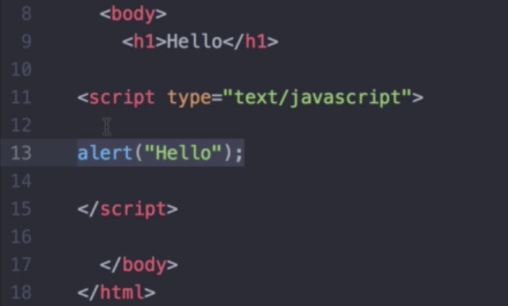 8 <body>
9 <h1>Hello</h1>
10
11 <script type="text/javascript">
12
13 alert("Hello");
14
15 </script>
16
17 </body>
18 </html>